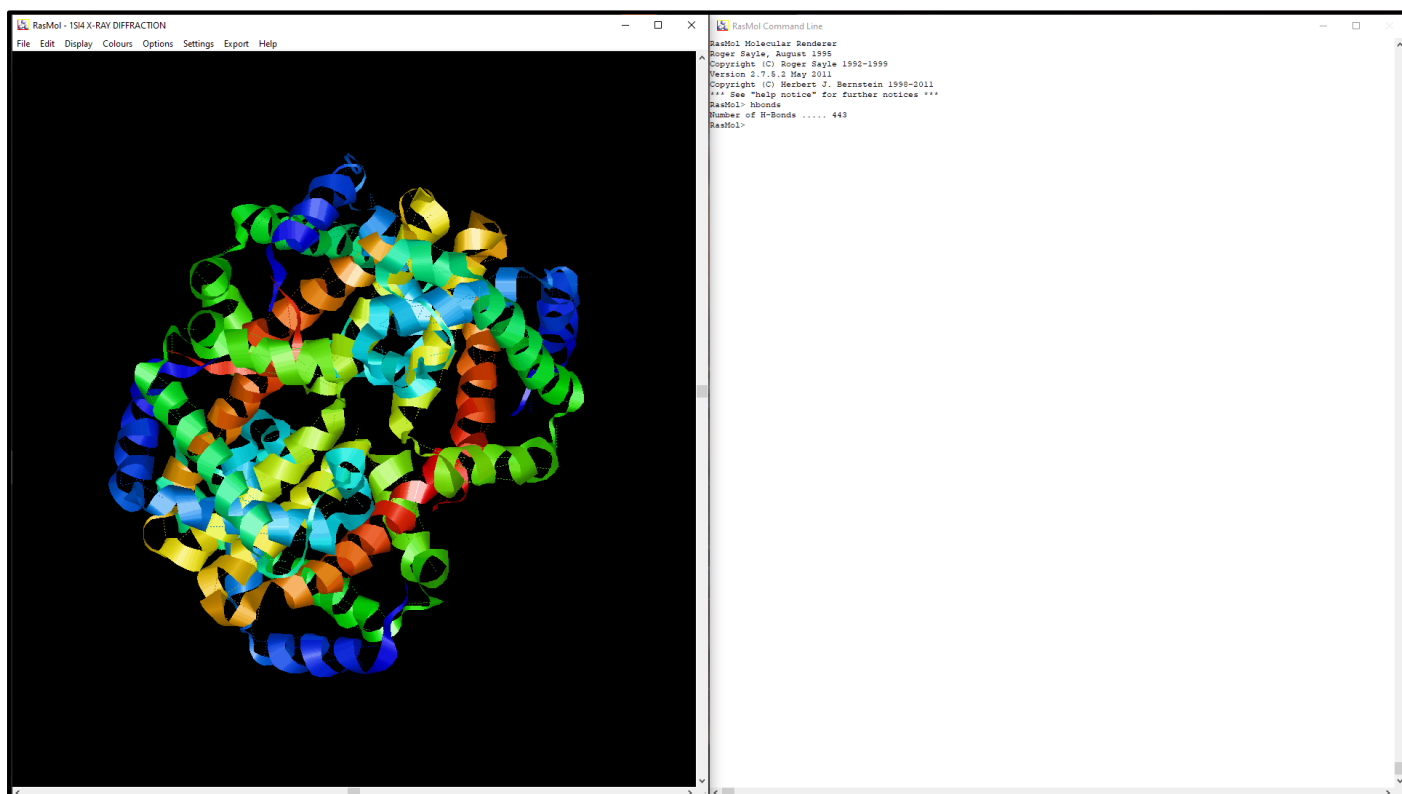 RasMol - 1SI4 X-RAY DIFFRACTION
File Edit Display Colours Options Settings Export Help
RasMol Command Line
RasMol Molecular Renderer
Roger Sayle, August 1995
Copyright (C) Roger Sayle 1992-1999
Version 2.7.5.2 May 2011
Copyright (C) Herbert J. Bernstein 1998-2011
*** See "help notice" for further notices ***
RasMol> hbonds
Number of H-Bonds ..... 443
RasMol>